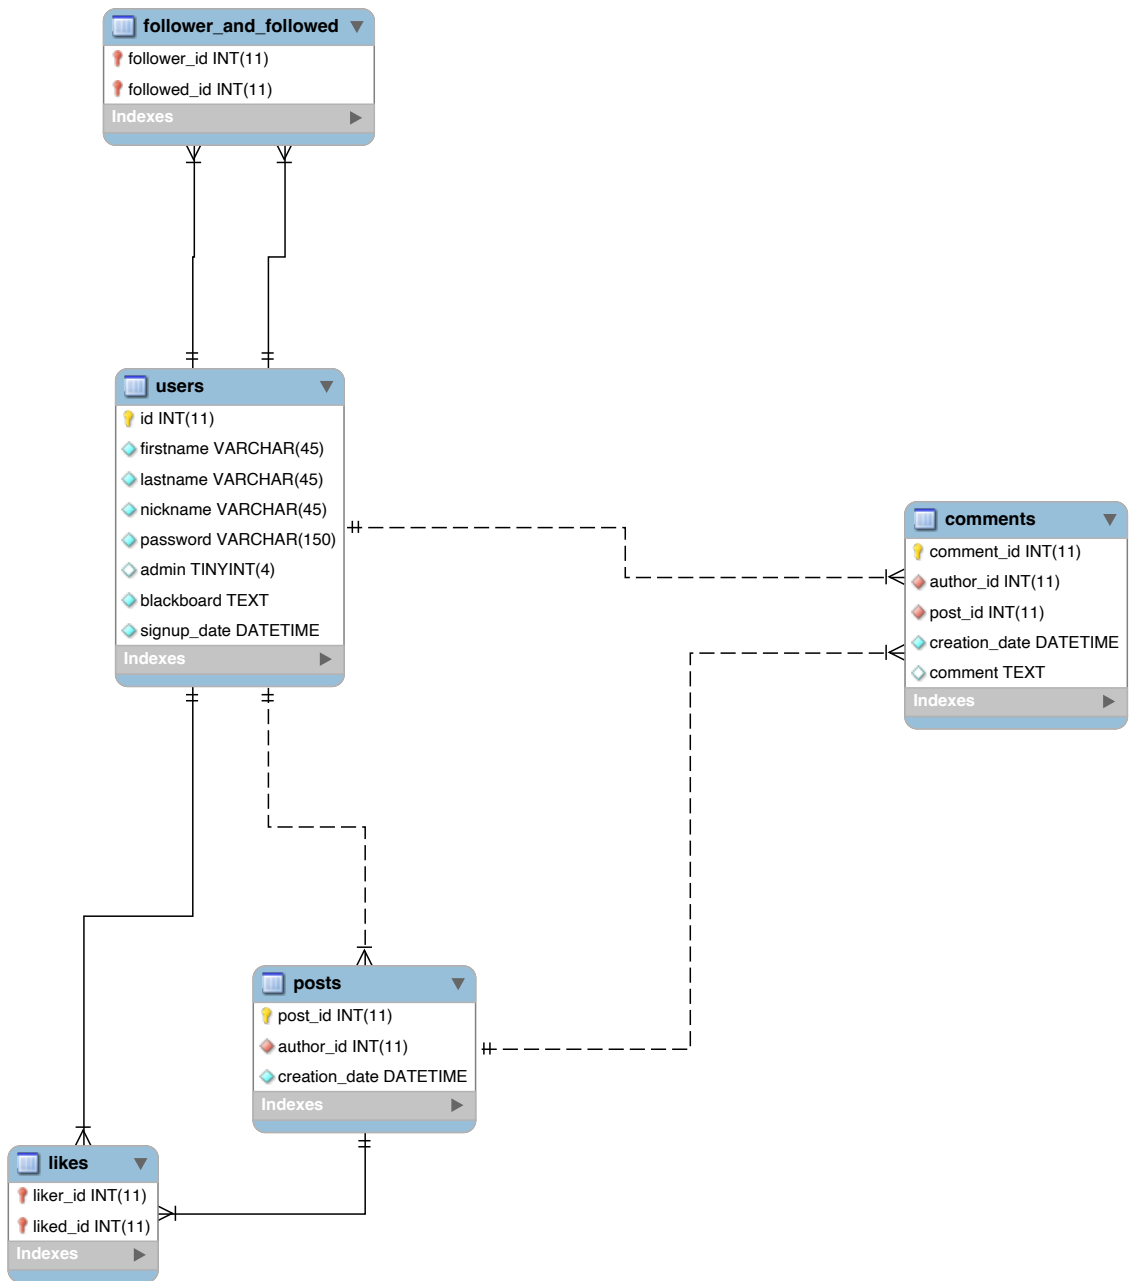 follower_and_followed
follower_id INT(11)
followed_id INT(11)
Indexes
users
id INT(11)
firstname VARCHAR(45)
lastname VARCHAR(45)
nickname VARCHAR(45)
password VARCHAR(150)
admin TINYINT(4)
blackboard TEXT
signup_date DATETIME
Indexes
comments
comment_id INT(11)
author_id INT(11)
post_id INT(11)
creation_date DATETIME
comment TEXT
Indexes
posts
post_id INT(11)
author_id INT(11)
creation_date DATETIME
Indexes
likes
liker_id INT(11)
liked_id INT(11)
Indexes